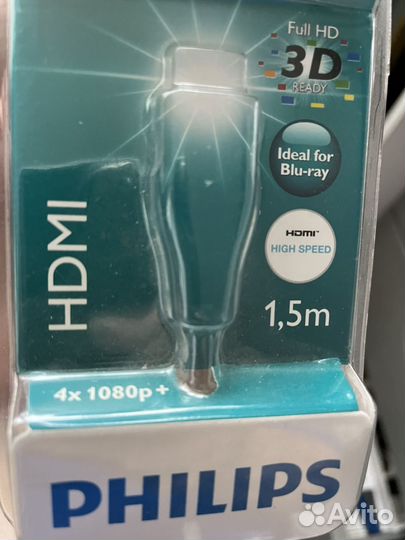 Full HD
3D
READY
Ideal for
Blu-ray
HDMI
HIGH SPEED
HDMI
1,5m
4x 1080p+
PHILIPS
Avito